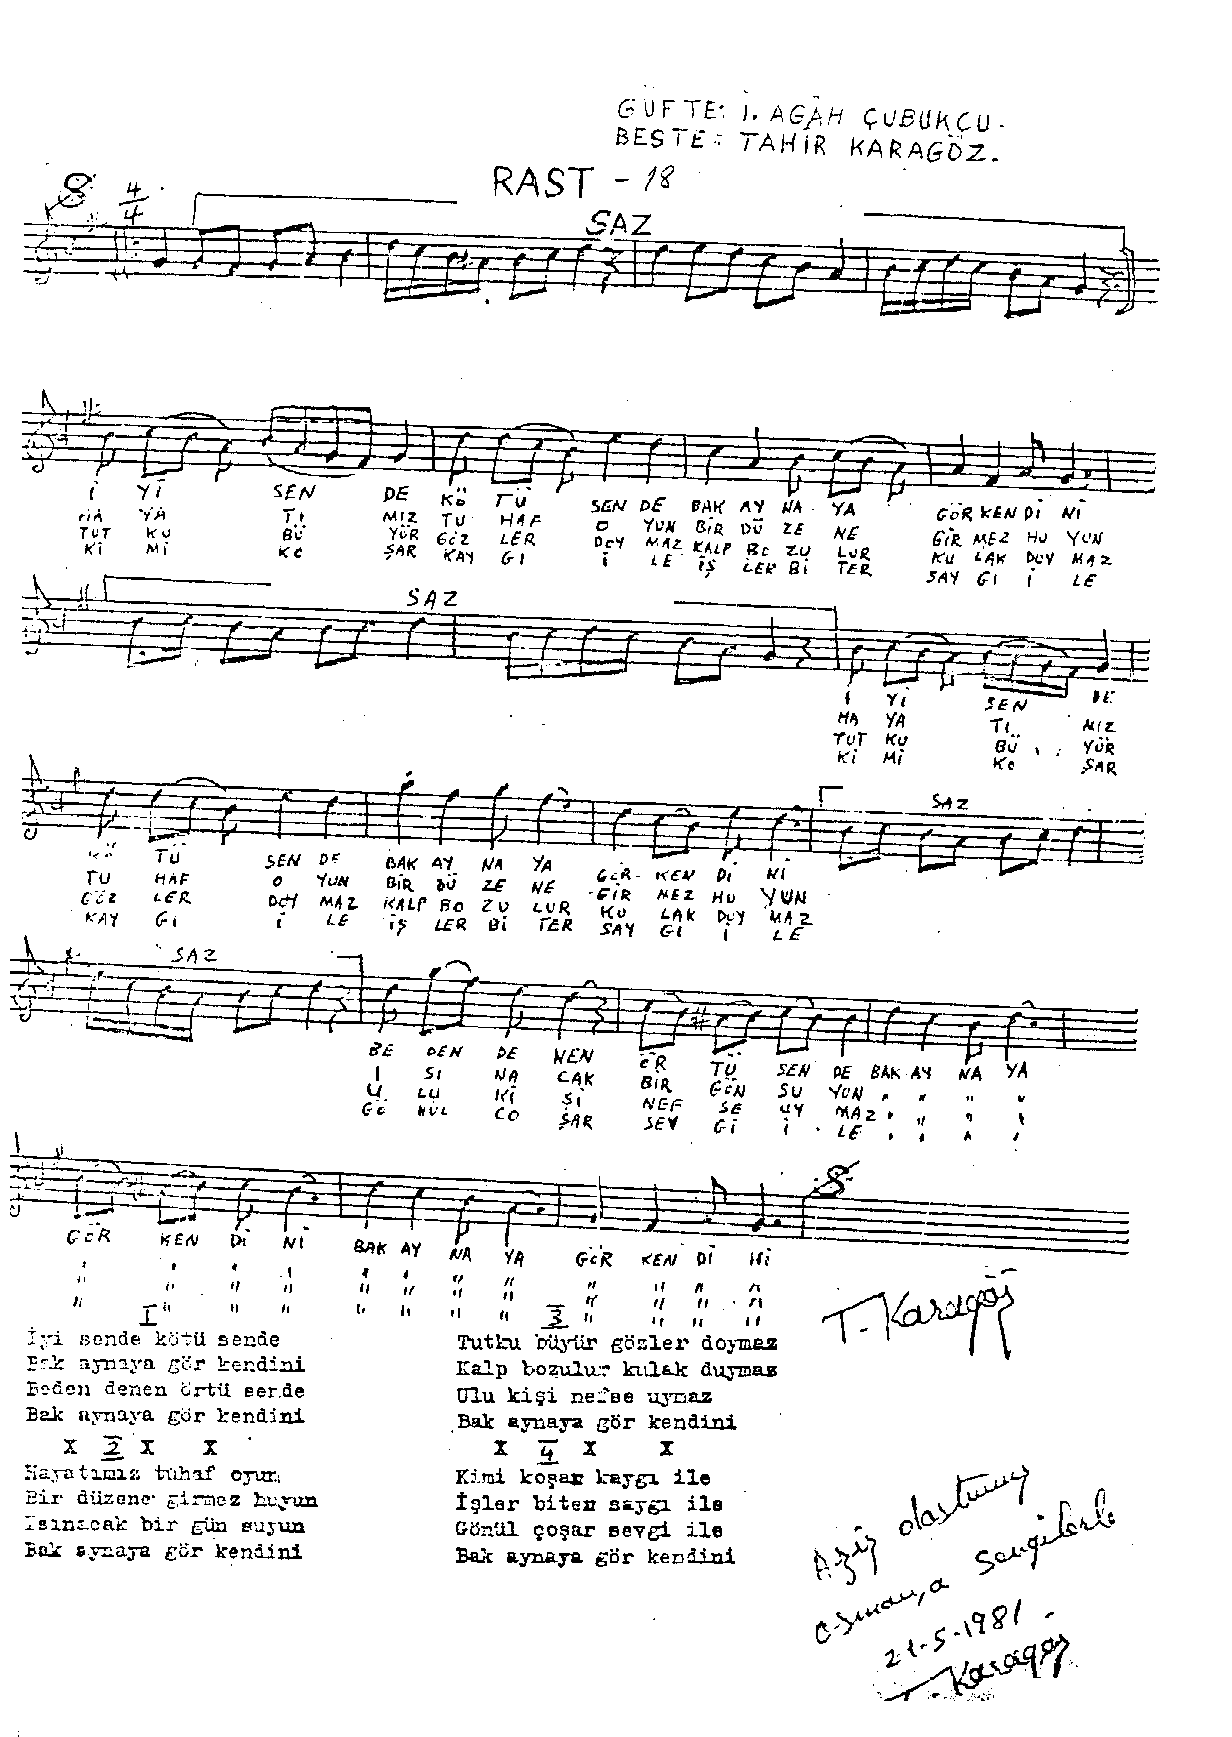 GÜFTE: İ. AGÂH ÇUBUKÇU.
BESTE: TAHİR KARAGÖZ.
RAST - 18
4/4
SAZ
İ Yİ SEN DE KÖ TÜ SEN DE BAK AY NA YA GÖR KEN Dİ Nİ
HA YA TI MIZ TU HAF O YUN BİR DÜ ZE NE GİR MEZ HU YUN
TUT KU BÜ YÜR GÖZ LER DOY MAZ KALP BO ZU LUR KU LAK DUY MAZ
Kİ Mİ KO ŞAR KAY GI İ LE İŞ LER Bİ TER SAY GI İ LE
SAZ
İ Yİ SEN DE
HA YA TI MIZ
TUT KU BÜ YÜR
Kİ Mİ KO ŞAR
SAZ
KÖ TÜ SEN DE BAK AY NA YA GÖR KEN Dİ Nİ
TU HAF O YUN BİR DÜ ZE NE GİR MEZ HU YUN
GÖZ LER DOY MAZ KALP BO ZU LUR KU LAK DUY MAZ
KAY GI İ LE İŞ LER Bİ TER SAY GI İ LE
SAZ
BE DEN DE NEN ÖR TÜ SEN DE BAK AY NA YA
I SI NA CAK BİR GÜN SU YUN " " " "
U LU Kİ Şİ NEF SE UY MAZ " " " "
GÖ NÜL ÇO ŞAR SEV Gİ İ LE " " " "
GÖR KEN Dİ Nİ BAK AY NA YA GÖR KEN Dİ Nİ
" " " " " " " " " " " "
" " " " " " " " " " " "
" " " " " " " " " " " "
T. Karagöz
I
İyi sende kötü sende
Bak aynaya gör kendini
Beden denen örtü sende
Bak aynaya gör kendini
X 2 X X
Hayatımız tuhaf oyun
Bir düzene girmez huyun
Isınacak bir gün suyun
Bak aynaya gör kendini
3
Tutku büyür gözler doymaz
Kalp bozulur kulak duymaz
Ulu kişi nefse uymaz
Bak aynaya gör kendini
X 4 X X
Kimi koşar kaygı ile
İşler biter saygı ile
Gönül çoşar sevgi ile
Bak aynaya gör kendini
Aziz dostum
Osman,a sevgilerle
21-5-1981
T. Karagöz